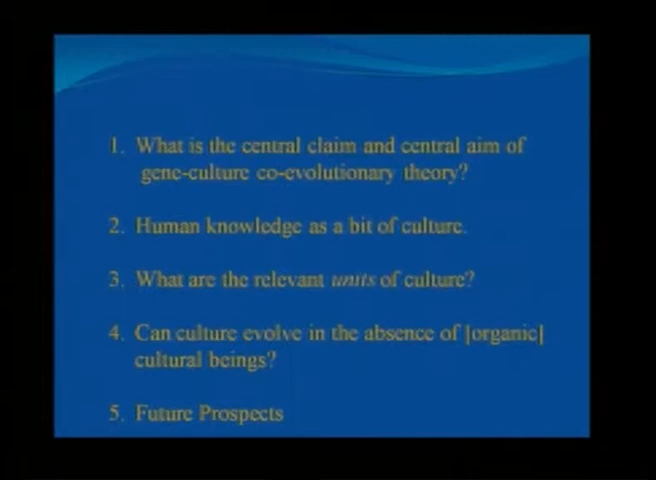 1. What is the central claim and central aim of
gene-culture co-evolutionary theory?
2. Human knowledge as a bit of culture.
3. What are the relevant units of culture?
4. Can culture evolve in the absence of [organic]
cultural beings?
5. Future Prospects